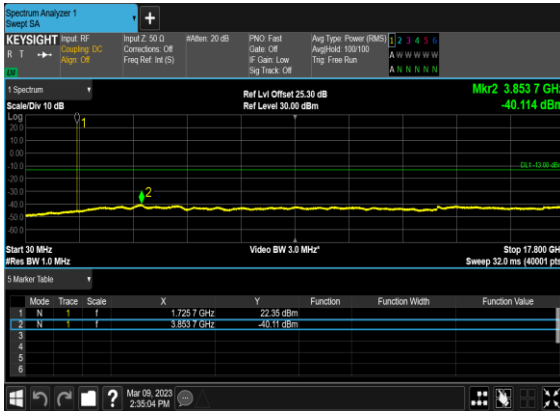 Spectrum Analyzer 1
Swept SA
KEYSIGHT
R T
Input: RF
Coupling: DC
Align: Off
Input Z: 50 Ω
Corrections: Off
Freq Ref: Int (S)
#Atten: 20 dB
PNO: Fast
Gate: Off
IF Gain: Low
Sig Track: Off
Avg Type: Power (RMS)
Avg|Hold: 100/100
Trig: Free Run
1 2 3 4 5 6
A W W W W W
A N N N N N
1 Spectrum
Scale/Div 10 dB
Ref Lvl Offset 25.30 dB
Ref Level 30.00 dBm
Mkr2 3.853 7 GHz
-40.114 dBm
Log
20.0
10.0
0.00
-10.0
-20.0
-30.0
-40.0
-50.0
-60.0
1
2
DL1 -13.00 dBm
Start 30 MHz
#Res BW 1.0 MHz
Video BW 3.0 MHz*
Stop 17.800 GHz
Sweep 32.0 ms (40001 pts)
5 Marker Table
Mode Trace Scale X Y Function Function Width Function Value
1 N 1 f 1.725 7 GHz 22.35 dBm
2 N 1 f 3.853 7 GHz -40.11 dBm
3
4
5
6
?
Mar 09, 2023
2:35:04 PM